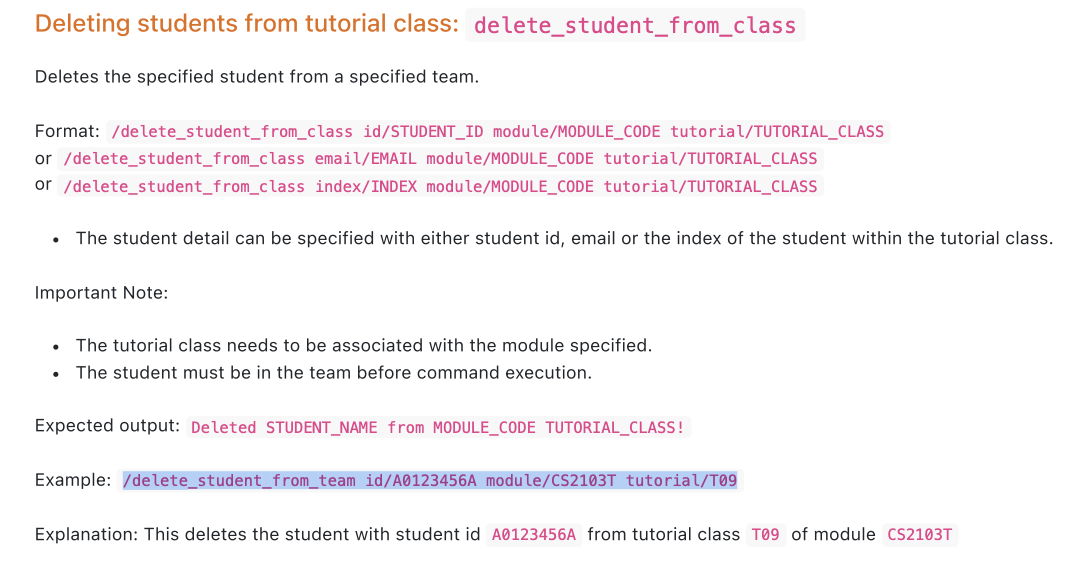 Deleting students from tutorial class: delete_student_from_class
Deletes the specified student from a specified team.
Format: /delete_student_from_class id/STUDENT_ID module/MODULE_CODE tutorial/TUTORIAL_CLASS
or /delete_student_from_class email/EMAIL module/MODULE_CODE tutorial/TUTORIAL_CLASS
or /delete_student_from_class index/INDEX module/MODULE_CODE tutorial/TUTORIAL_CLASS
• The student detail can be specified with either student id, email or the index of the student within the tutorial class.
Important Note:
• The tutorial class needs to be associated with the module specified.
• The student must be in the team before command execution.
Expected output: Deleted STUDENT_NAME from MODULE_CODE TUTORIAL_CLASS!
Example: /delete_student_from_team id/A0123456A module/CS2103T tutorial/T09
Explanation: This deletes the student with student id A0123456A from tutorial class T09 of module CS2103T